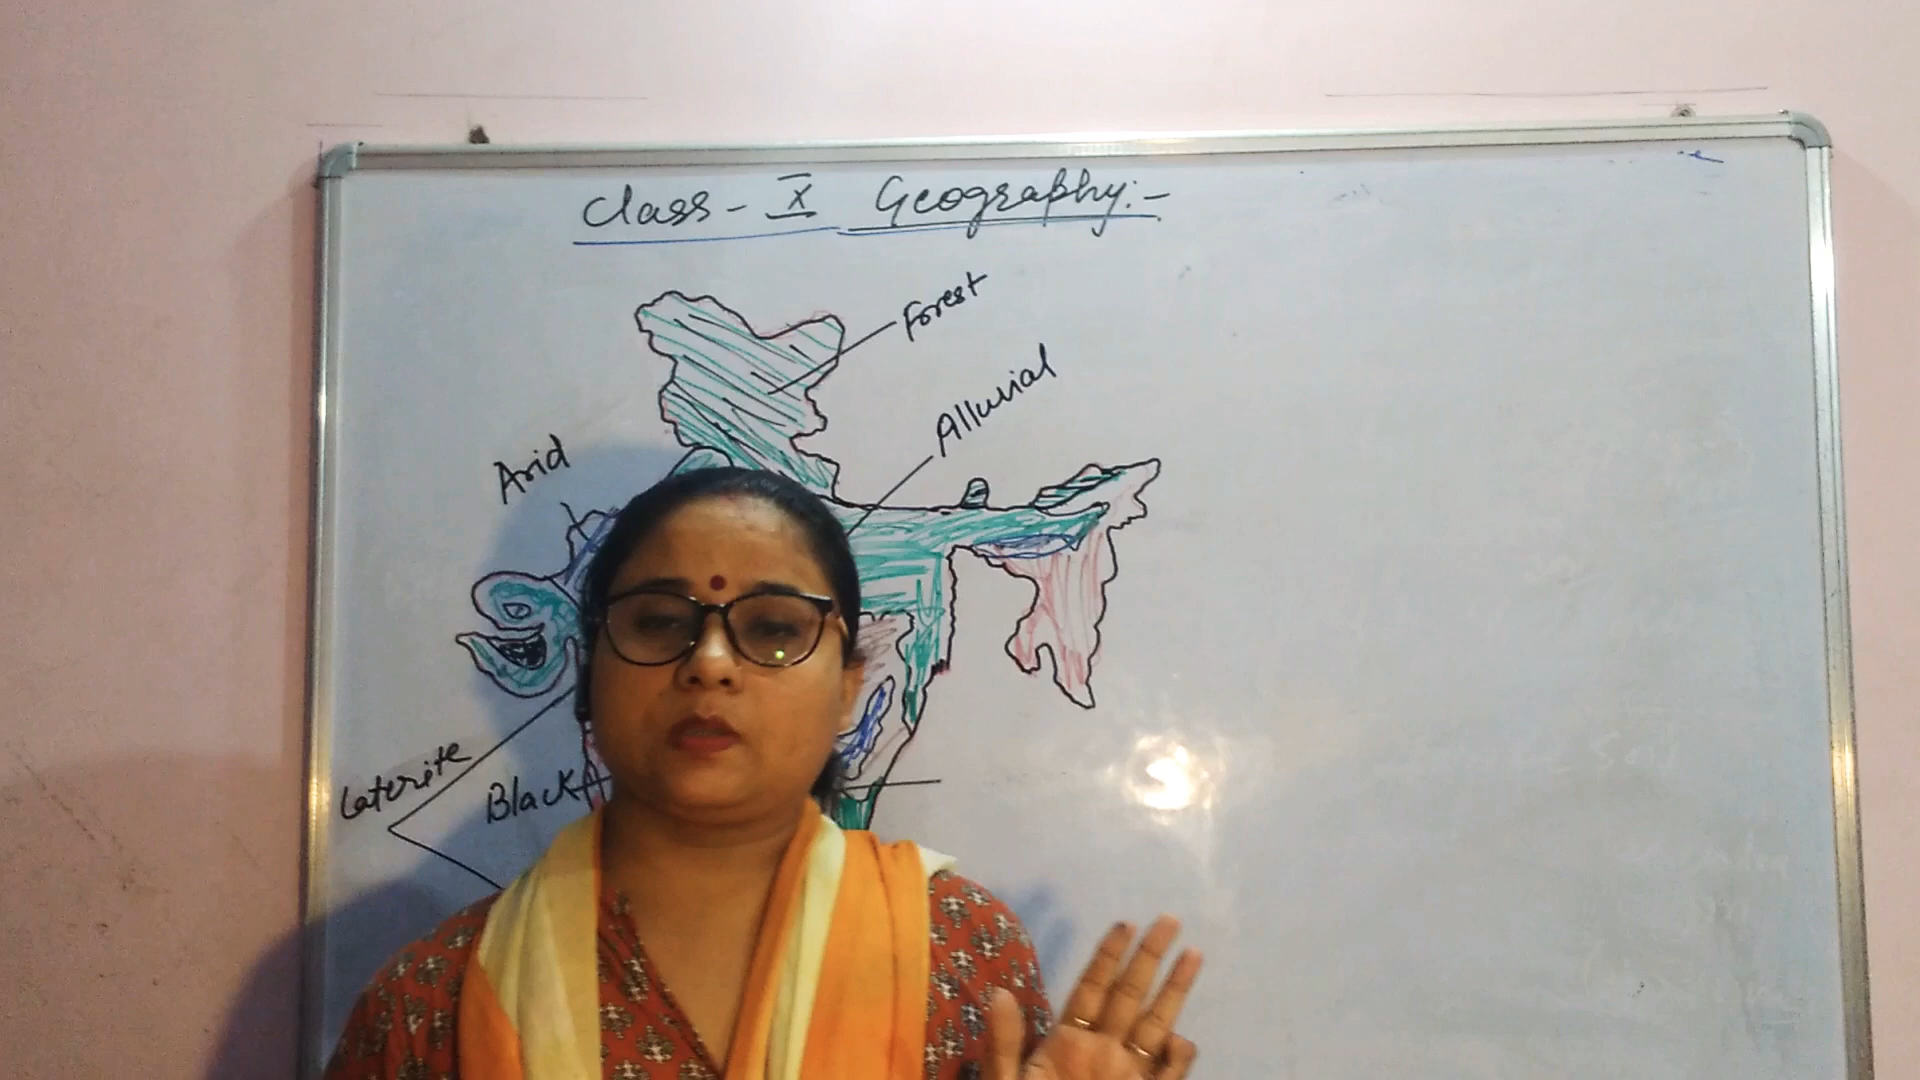 Class - X Geography:-
Forest
Alluvial
Arid
Laterite
Black